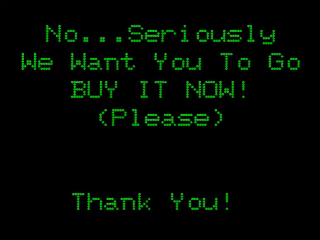 No...Seriously
We Want You To Go
BUY IT NOW!
(Please)
Thank You!